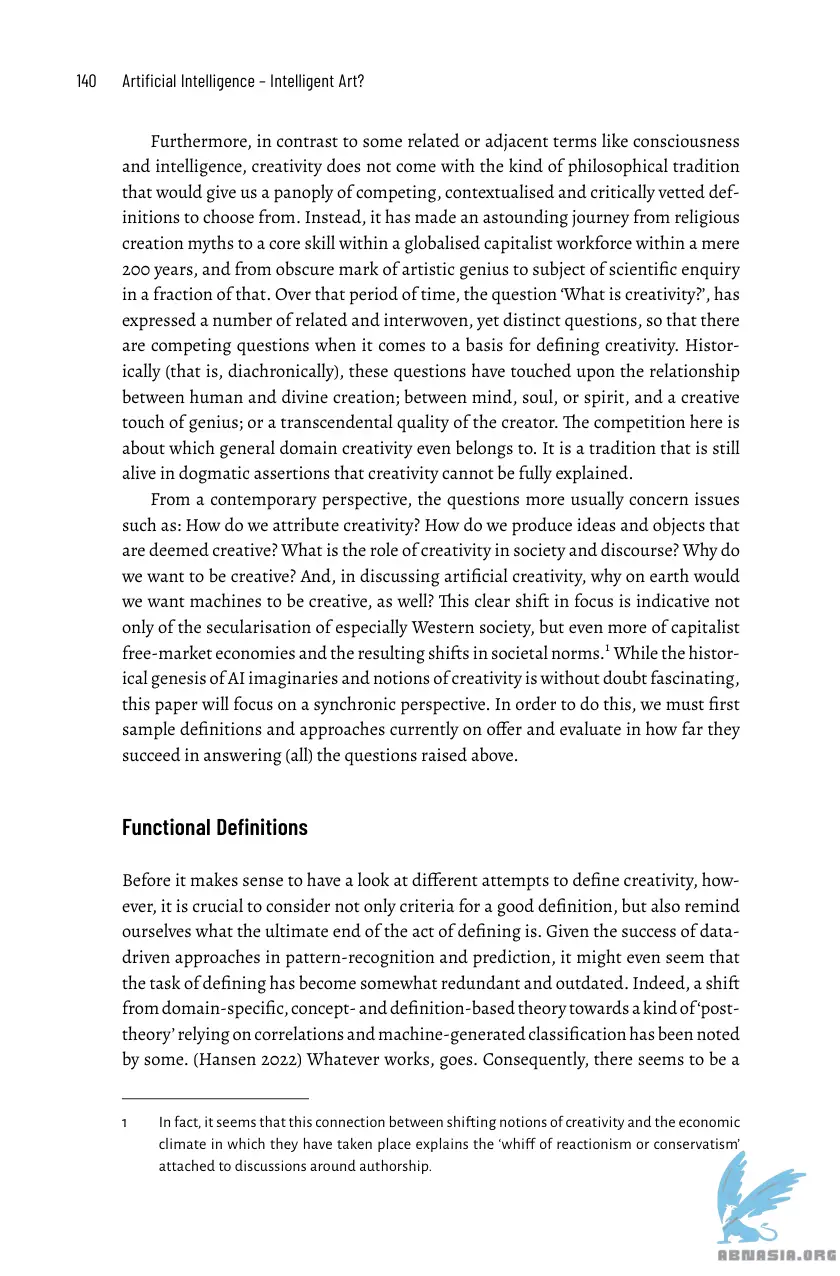 140 Artificial Intelligence – Intelligent Art?
Furthermore, in contrast to some related or adjacent terms like consciousness
and intelligence, creativity does not come with the kind of philosophical tradition
that would give us a panoply of competing, contextualised and critically vetted def-
initions to choose from. Instead, it has made an astounding journey from religious
creation myths to a core skill within a globalised capitalist workforce within a mere
200 years, and from obscure mark of artistic genius to subject of scientific enquiry
in a fraction of that. Over that period of time, the question ‘What is creativity?’, has
expressed a number of related and interwoven, yet distinct questions, so that there
are competing questions when it comes to a basis for defining creativity. Histor-
ically (that is, diachronically), these questions have touched upon the relationship
between human and divine creation; between mind, soul, or spirit, and a creative
touch of genius; or a transcendental quality of the creator. The competition here is
about which general domain creativity even belongs to. It is a tradition that is still
alive in dogmatic assertions that creativity cannot be fully explained.
From a contemporary perspective, the questions more usually concern issues
such as: How do we attribute creativity? How do we produce ideas and objects that
are deemed creative? What is the role of creativity in society and discourse? Why do
we want to be creative? And, in discussing artificial creativity, why on earth would
we want machines to be creative, as well? This clear shift in focus is indicative not
only of the secularisation of especially Western society, but even more of capitalist
free-market economies and the resulting shifts in societal norms.¹ While the histor-
ical genesis of AI imaginaries and notions of creativity is without doubt fascinating,
this paper will focus on a synchronic perspective. In order to do this, we must first
sample definitions and approaches currently on offer and evaluate in how far they
succeed in answering (all) the questions raised above.
Functional Definitions
Before it makes sense to have a look at different attempts to define creativity, how-
ever, it is crucial to consider not only criteria for a good definition, but also remind
ourselves what the ultimate end of the act of defining is. Given the success of data-
driven approaches in pattern-recognition and prediction, it might even seem that
the task of defining has become somewhat redundant and outdated. Indeed, a shift
from domain-specific, concept- and definition-based theory towards a kind of ‘post-
theory’ relying on correlations and machine-generated classification has been noted
by some. (Hansen 2022) Whatever works, goes. Consequently, there seems to be a
1 In fact, it seems that this connection between shifting notions of creativity and the economic
climate in which they have taken place explains the ‘whiff of reactionism or conservatism’
attached to discussions around authorship.
ABNASIA.ORG